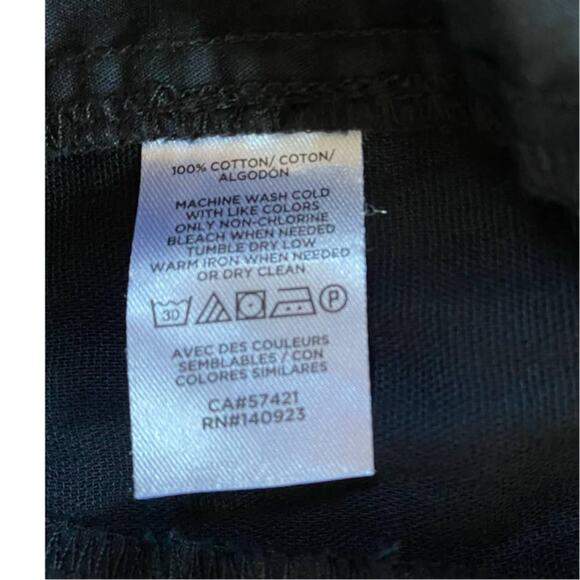 100% COTTON/ COTON/
ALGODÓN
MACHINE WASH COLD
WITH LIKE COLORS
ONLY NON-CHLORINE
BLEACH WHEN NEEDED
TUMBLE DRY LOW
WARM IRON WHEN NEEDED
OR DRY CLEAN
30 P
AVEC DES COULEURS
SEMBLABLES / CON
COLORES SIMILARES
CA#57421
RN#140923